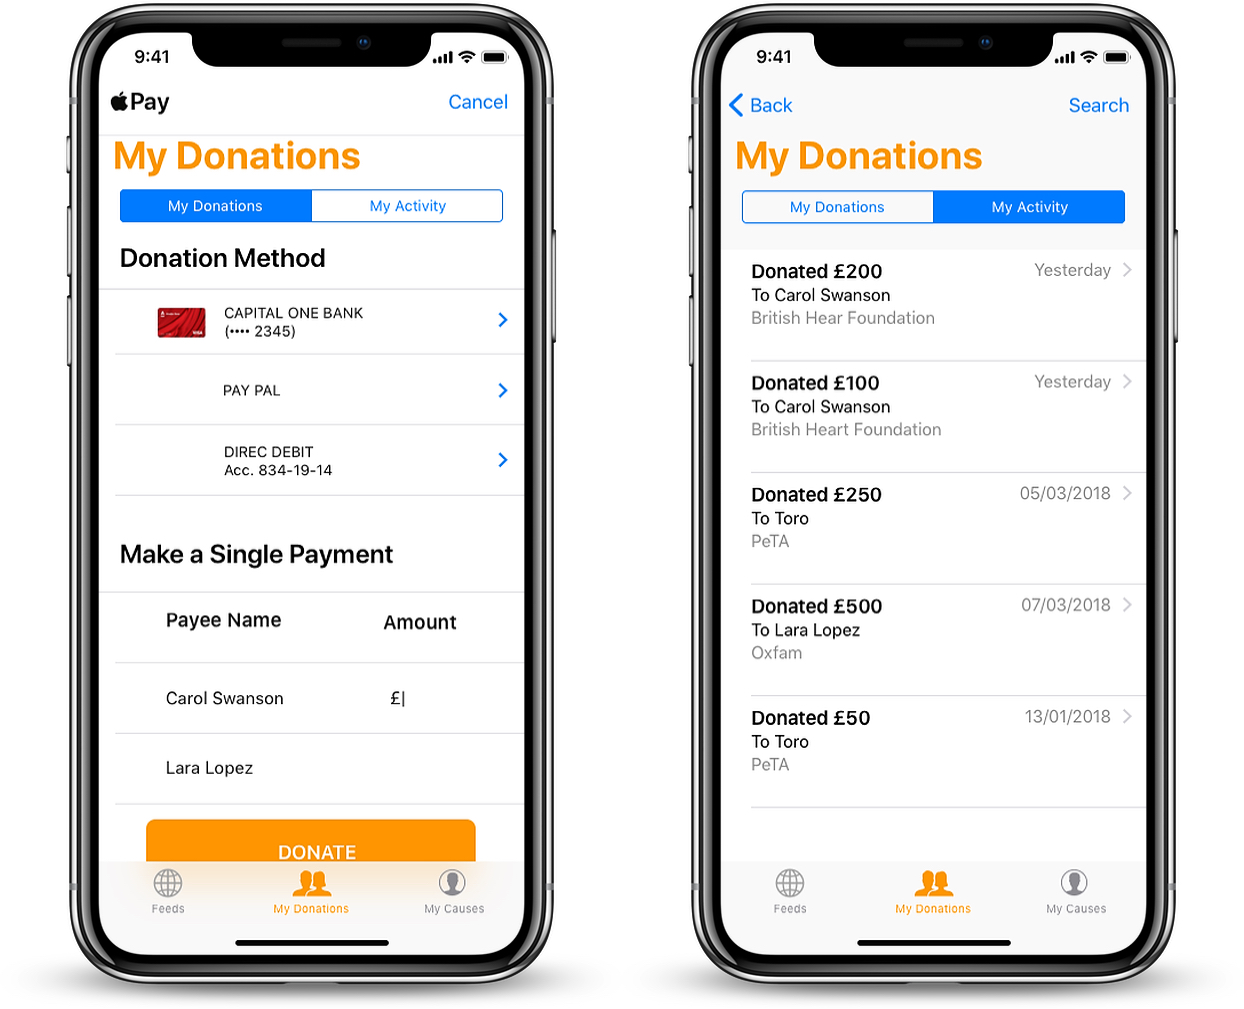 9:41
Pay
Cancel
My Donations
My Donations
My Activity
Donation Method
CAPITAL ONE BANK
(•••• 2345)
PAY PAL
DIREC DEBIT
Acc. 834-19-14
Make a Single Payment
Payee Name
Amount
Carol Swanson
£
Lara Lopez
DONATE
Feeds
My Donations
My Causes
9:41
Back
Search
My Donations
My Donations
My Activity
Donated £200
Yesterday
To Carol Swanson
British Hear Foundation
Donated £100
Yesterday
To Carol Swanson
British Heart Foundation
Donated £250
05/03/2018
To Toro
PeTA
Donated £500
07/03/2018
To Lara Lopez
Oxfam
Donated £50
13/01/2018
To Toro
PeTA
Feeds
My Donations
My Causes